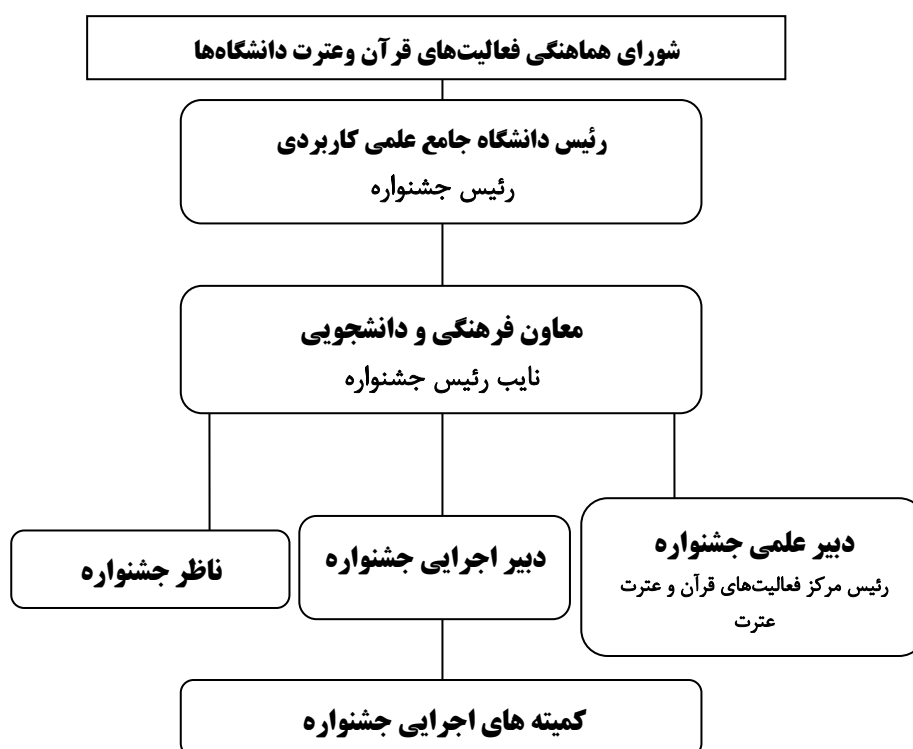 شورای هماهنگی فعالیت‌های قرآن وعترت دانشگاه‌ها
رئیس دانشگاه جامع علمی کاربردی
رئیس جشنواره
معاون فرهنگی و دانشجویی
نایب رئیس جشنواره
دبیر علمی جشنواره
رئیس مرکز فعالیت‌های قرآن و عترت
عترت
دبیر اجرایی جشنواره
ناظر جشنواره
کمیته های اجرایی جشنواره